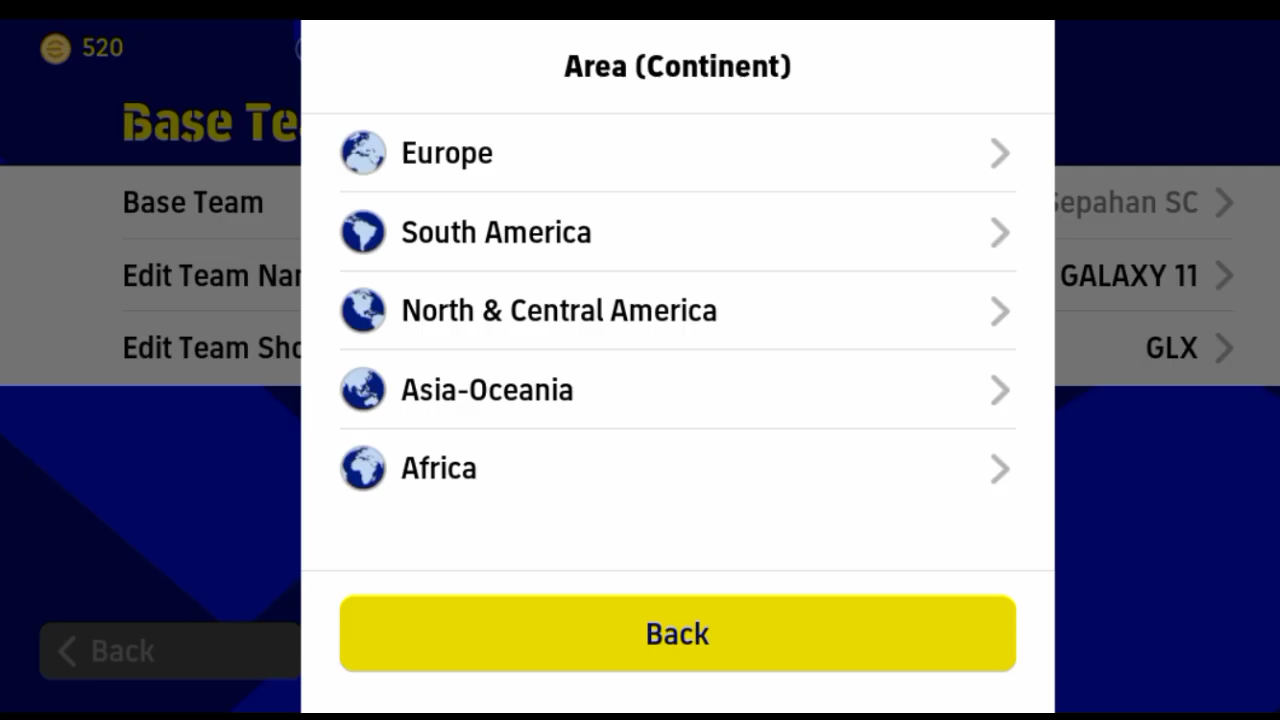 520
Area (Continent)
Base Te
Europe
Base Team
Sepahan SC
South America
Edit Team Nar
GALAXY 11
North & Central America
Edit Team Sho
GLX
Asia-Oceania
Africa
Back
Back